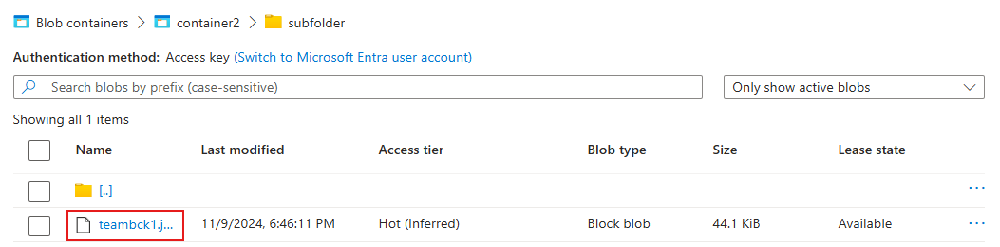 Blob containers > container2 > subfolder
Authentication method: Access key (Switch to Microsoft Entra user account)
Search blobs by prefix (case-sensitive) Only show active blobs
Showing all 1 items
Name Last modified Access tier Blob type Size Lease state
[..] ...
teambck1.j... 11/9/2024, 6:46:11 PM Hot (Inferred) Block blob 44.1 KiB Available ...